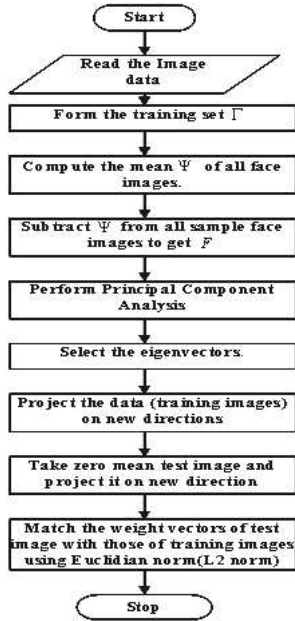 Start
Read the Image
data
Form the training set Γ
Compute the mean Ψ of all face
images.
Subtract Ψ from all sample face
images to get F
Perform Principal Component
Analysis
Select the eigenvectors.
Project the data (training images)
on new directions
Take zero mean test image and
project it on new direction
Match the weight vectors of test
image with those of training images
using Euclidian norm(L2 norm)
Stop